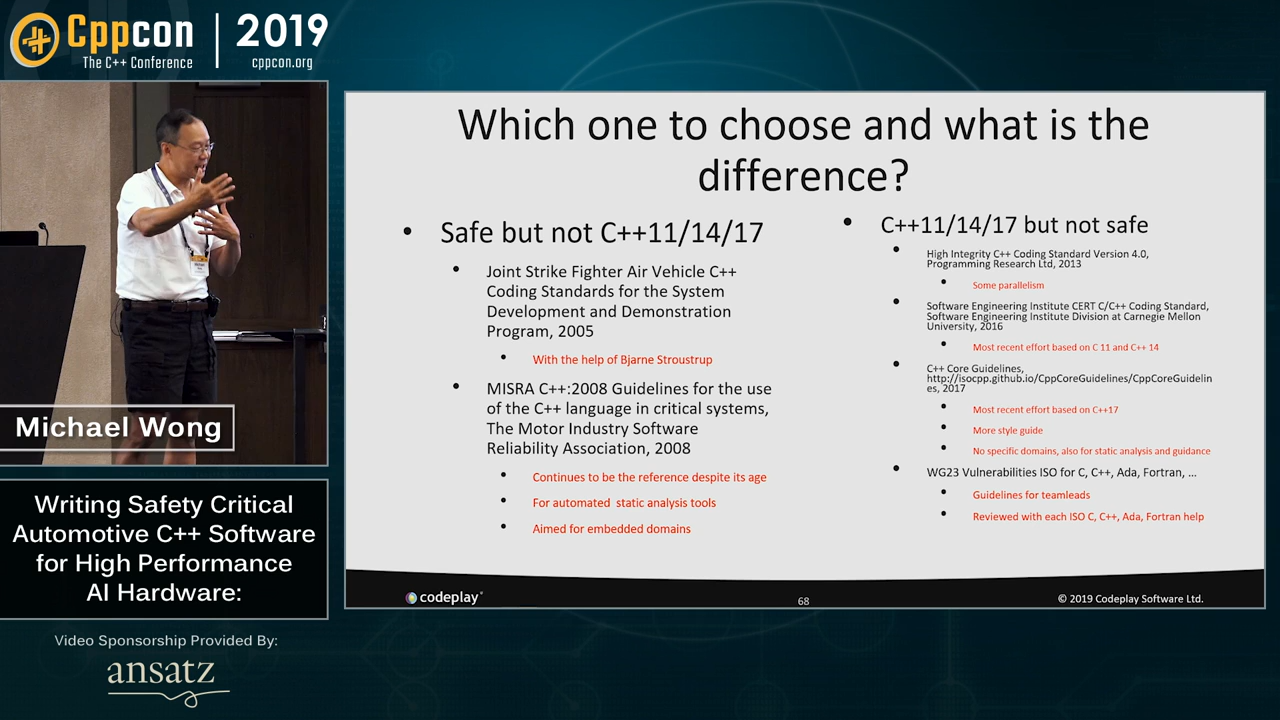 Cppcon
The C++ Conference
2019
cppcon.org
Michael Wong
Writing Safety Critical
Automotive C++ Software
for High Performance
AI Hardware:
Video Sponsorship Provided By:
ansatz
Which one to choose and what is the
difference?
• Safe but not C++11/14/17
• Joint Strike Fighter Air Vehicle C++
Coding Standards for the System
Development and Demonstration
Program, 2005
• With the help of Bjarne Stroustrup
• MISRA C++:2008 Guidelines for the use
of the C++ language in critical systems,
The Motor Industry Software
Reliability Association, 2008
• Continues to be the reference despite its age
• For automated static analysis tools
• Aimed for embedded domains
• C++11/14/17 but not safe
• High Integrity C++ Coding Standard Version 4.0,
Programming Research Ltd, 2013
• Some parallelism
• Software Engineering Institute CERT C/C++ Coding Standard,
Software Engineering Institute Division at Carnegie Mellon
University, 2016
• Most recent effort based on C 11 and C++ 14
• C++ Core Guidelines,
http://isocpp.github.io/CppCoreGuidelines/CppCoreGuidelin
es, 2017
• Most recent effort based on C++17
• More style guide
• No specific domains, also for static analysis and guidance
• WG23 Vulnerabilities ISO for C, C++, Ada, Fortran, ...
• Guidelines for teamleads
• Reviewed with each ISO C, C++, Ada, Fortran help
codeplay
68
© 2019 Codeplay Software Ltd.